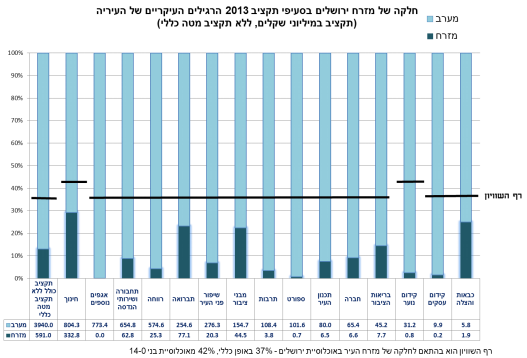 חלקה של מזרח ירושלים בסעיפי תקציב 2013 הרגילים העיקריים של העיריה
(תקציב במיליוני שקלים, ללא תקציב מטה כללי)
מערב
מזרח
100%
90%
80%
70%
60%
50%
40%
30%
20%
10%
0%
רף השוויון
תקציב כולל ללא תקציב מטה כללי
חינוך
אגפים נוספים
תחבורה ושירותי הנדסה
רווחה
תברואה
שיפור פני העיר
מבני ציבור
תרבות
ספורט
תכנון העיר
חברה
בריאות הציבור
קידום נוער
קידום עסקים
כבאות והצלה
מערב 3940.0 804.3 773.4 654.8 574.6 254.6 276.3 154.7 108.4 101.6 80.0 65.4 45.2 31.2 9.9 5.8
מזרח 591.0 332.8 0.0 62.8 25.3 77.1 20.3 44.5 3.8 0.7 6.5 6.6 7.7 0.8 0.2 1.9
רף השוויון הוא בהתאם לחלקה של מזרח העיר באוכלוסיית ירושלים - 37% באופן כללי, 42% מאוכלוסיית בני 14-0